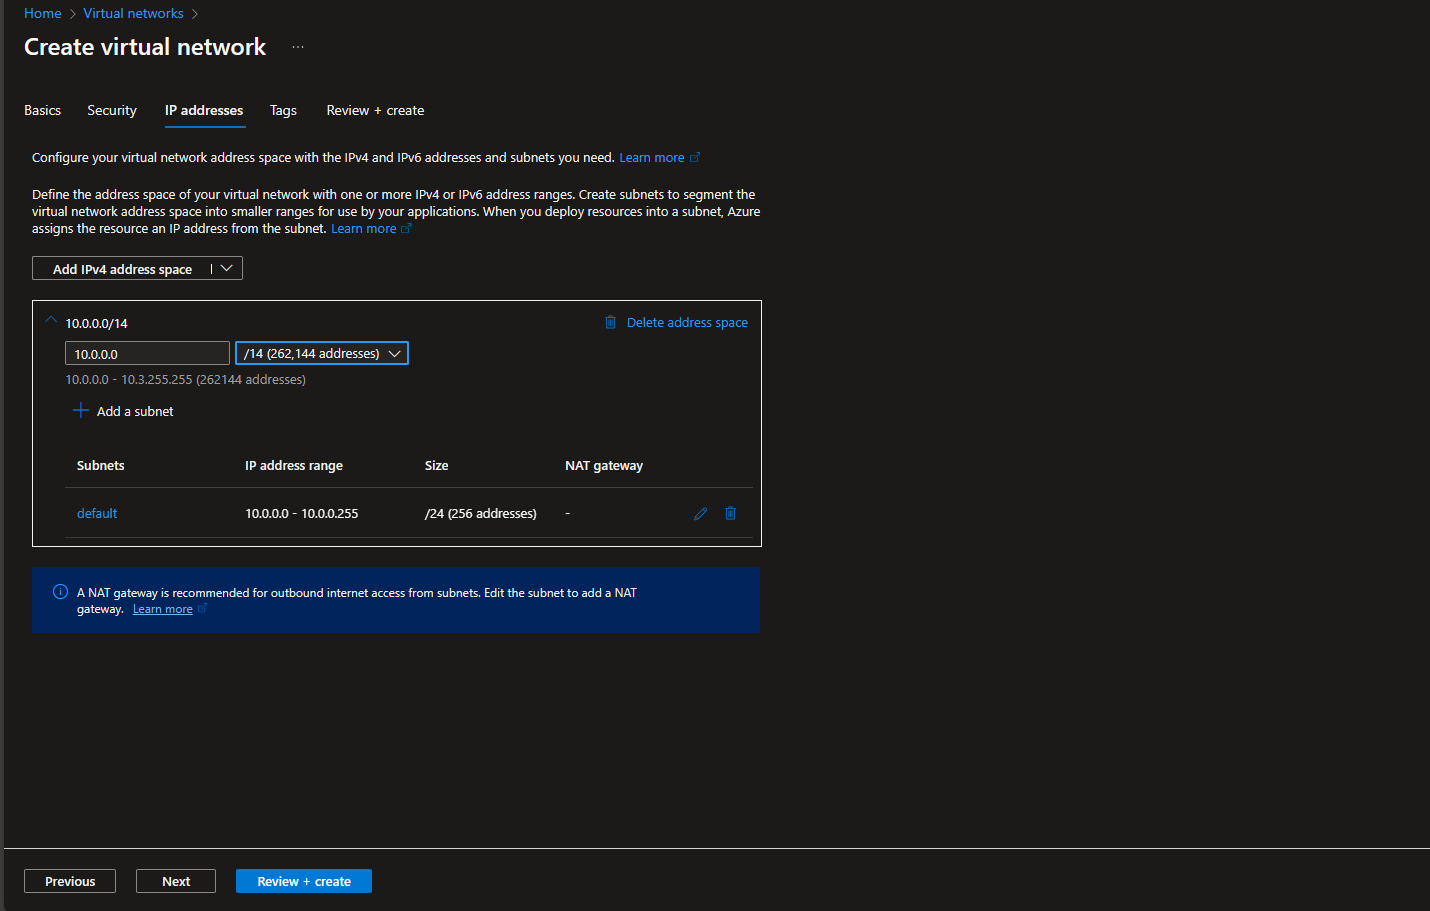 Home > Virtual networks >
Create virtual network ...
Basics Security IP addresses Tags Review + create
Configure your virtual network address space with the IPv4 and IPv6 addresses and subnets you need. Learn more
Define the address space of your virtual network with one or more IPv4 or IPv6 address ranges. Create subnets to segment the
virtual network address space into smaller ranges for use by your applications. When you deploy resources into a subnet, Azure
assigns the resource an IP address from the subnet. Learn more
Add IPv4 address space
10.0.0.0/14 Delete address space
10.0.0.0 /14 (262,144 addresses)
10.0.0.0 - 10.3.255.255 (262144 addresses)
Add a subnet
Subnets IP address range Size NAT gateway
default 10.0.0.0 - 10.0.0.255 /24 (256 addresses) -
A NAT gateway is recommended for outbound internet access from subnets. Edit the subnet to add a NAT
gateway. Learn more
Previous Next Review + create